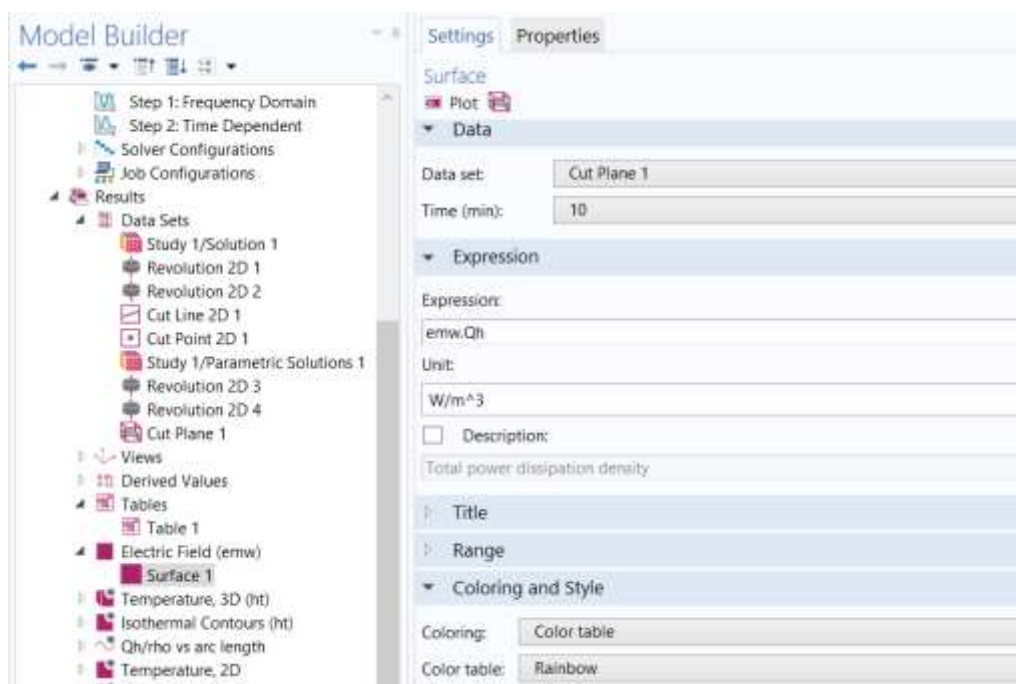 Model Builder
Step 1: Frequency Domain
Step 2: Time Dependent
Solver Configurations
Job Configurations
Results
Data Sets
Study 1/Solution 1
Revolution 2D 1
Revolution 2D 2
Cut Line 2D 1
Cut Point 2D 1
Study 1/Parametric Solutions 1
Revolution 2D 3
Revolution 2D 4
Cut Plane 1
Views
Derived Values
Tables
Table 1
Electric Field (emw)
Surface 1
Temperature, 3D (ht)
Isothermal Contours (ht)
Qh/rho vs arc length
Temperature, 2D
Settings Properties
Surface
Plot
Data
Data set: Cut Plane 1
Time (min): 10
Expression
Expression:
emw.Qh
Unit:
W/m^3
Description:
Total power dissipation density
Title
Range
Coloring and Style
Coloring: Color table
Color table: Rainbow